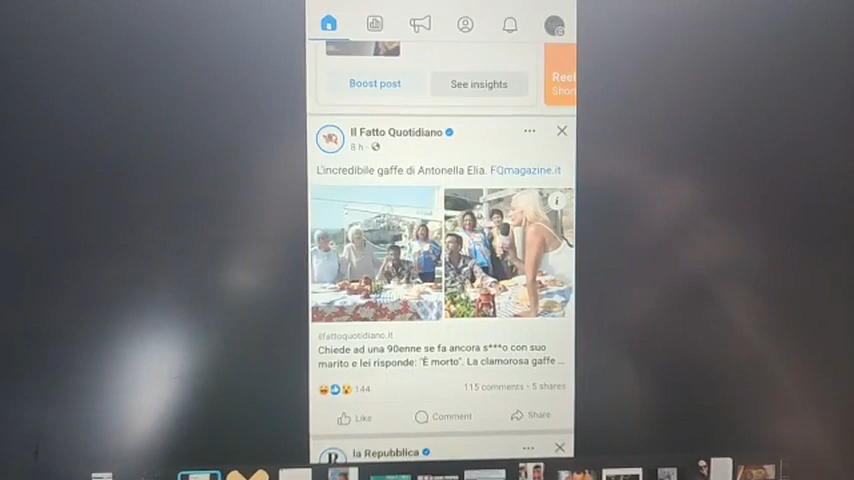 Boost post
See insights
Reel
Shor
Il Fatto Quotidiano
8 h
L'incredibile gaffe di Antonella Elia. FQmagazine.it
ilfattoquotidiano.it
Chiede ad una 90enne se fa ancora s***o con suo
marito e lei risponde: "È morto". La clamorosa gaffe ...
144
115 comments • 5 shares
Like
Comment
Share
la Repubblica